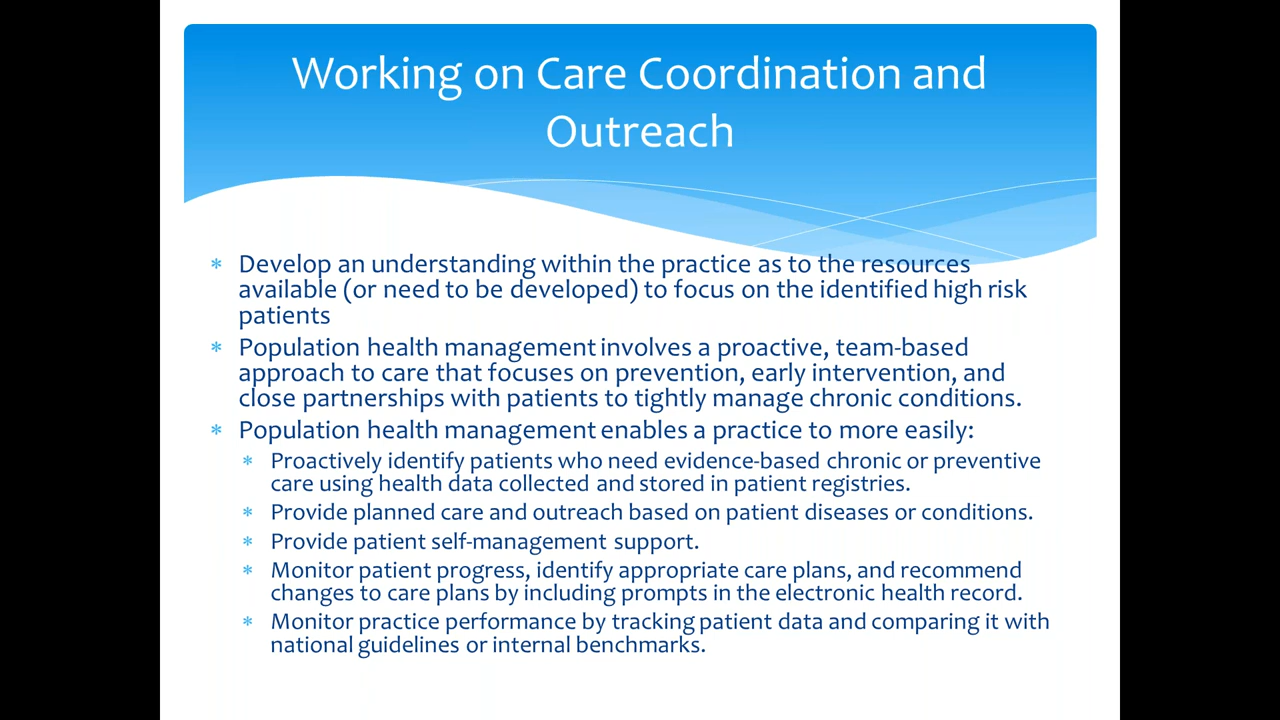 Working on Care Coordination and
Outreach
* Develop an understanding within the practice as to the resources
available (or need to be developed) to focus on the identified high risk
patients
* Population health management involves a proactive, team-based
approach to care that focuses on prevention, early intervention, and
close partnerships with patients to tightly manage chronic conditions.
* Population health management enables a practice to more easily:
* Proactively identify patients who need evidence-based chronic or preventive
care using health data collected and stored in patient registries.
* Provide planned care and outreach based on patient diseases or conditions.
* Provide patient self-management support.
* Monitor patient progress, identify appropriate care plans, and recommend
changes to care plans by including prompts in the electronic health record.
* Monitor practice performance by tracking patient data and comparing it with
national guidelines or internal benchmarks.